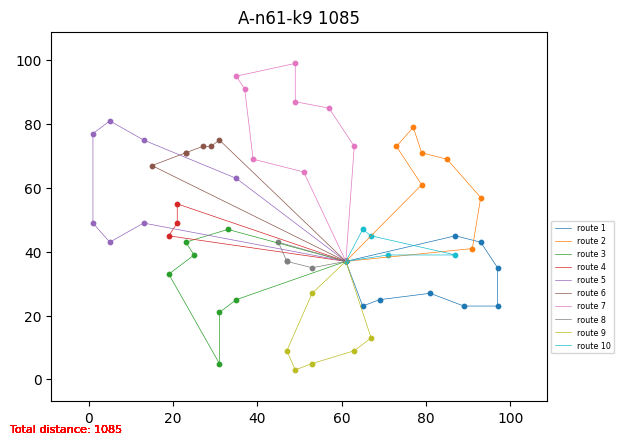 A-n61-k9 1085
100
80
60
40
20
0
0 20 40 60 80 100
route 1
route 2
route 3
route 4
route 5
route 6
route 7
route 8
route 9
route 10
Total distance: 1085